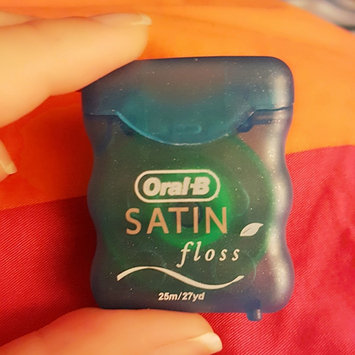 Oral-B
SATIN
floss
25m/27yd